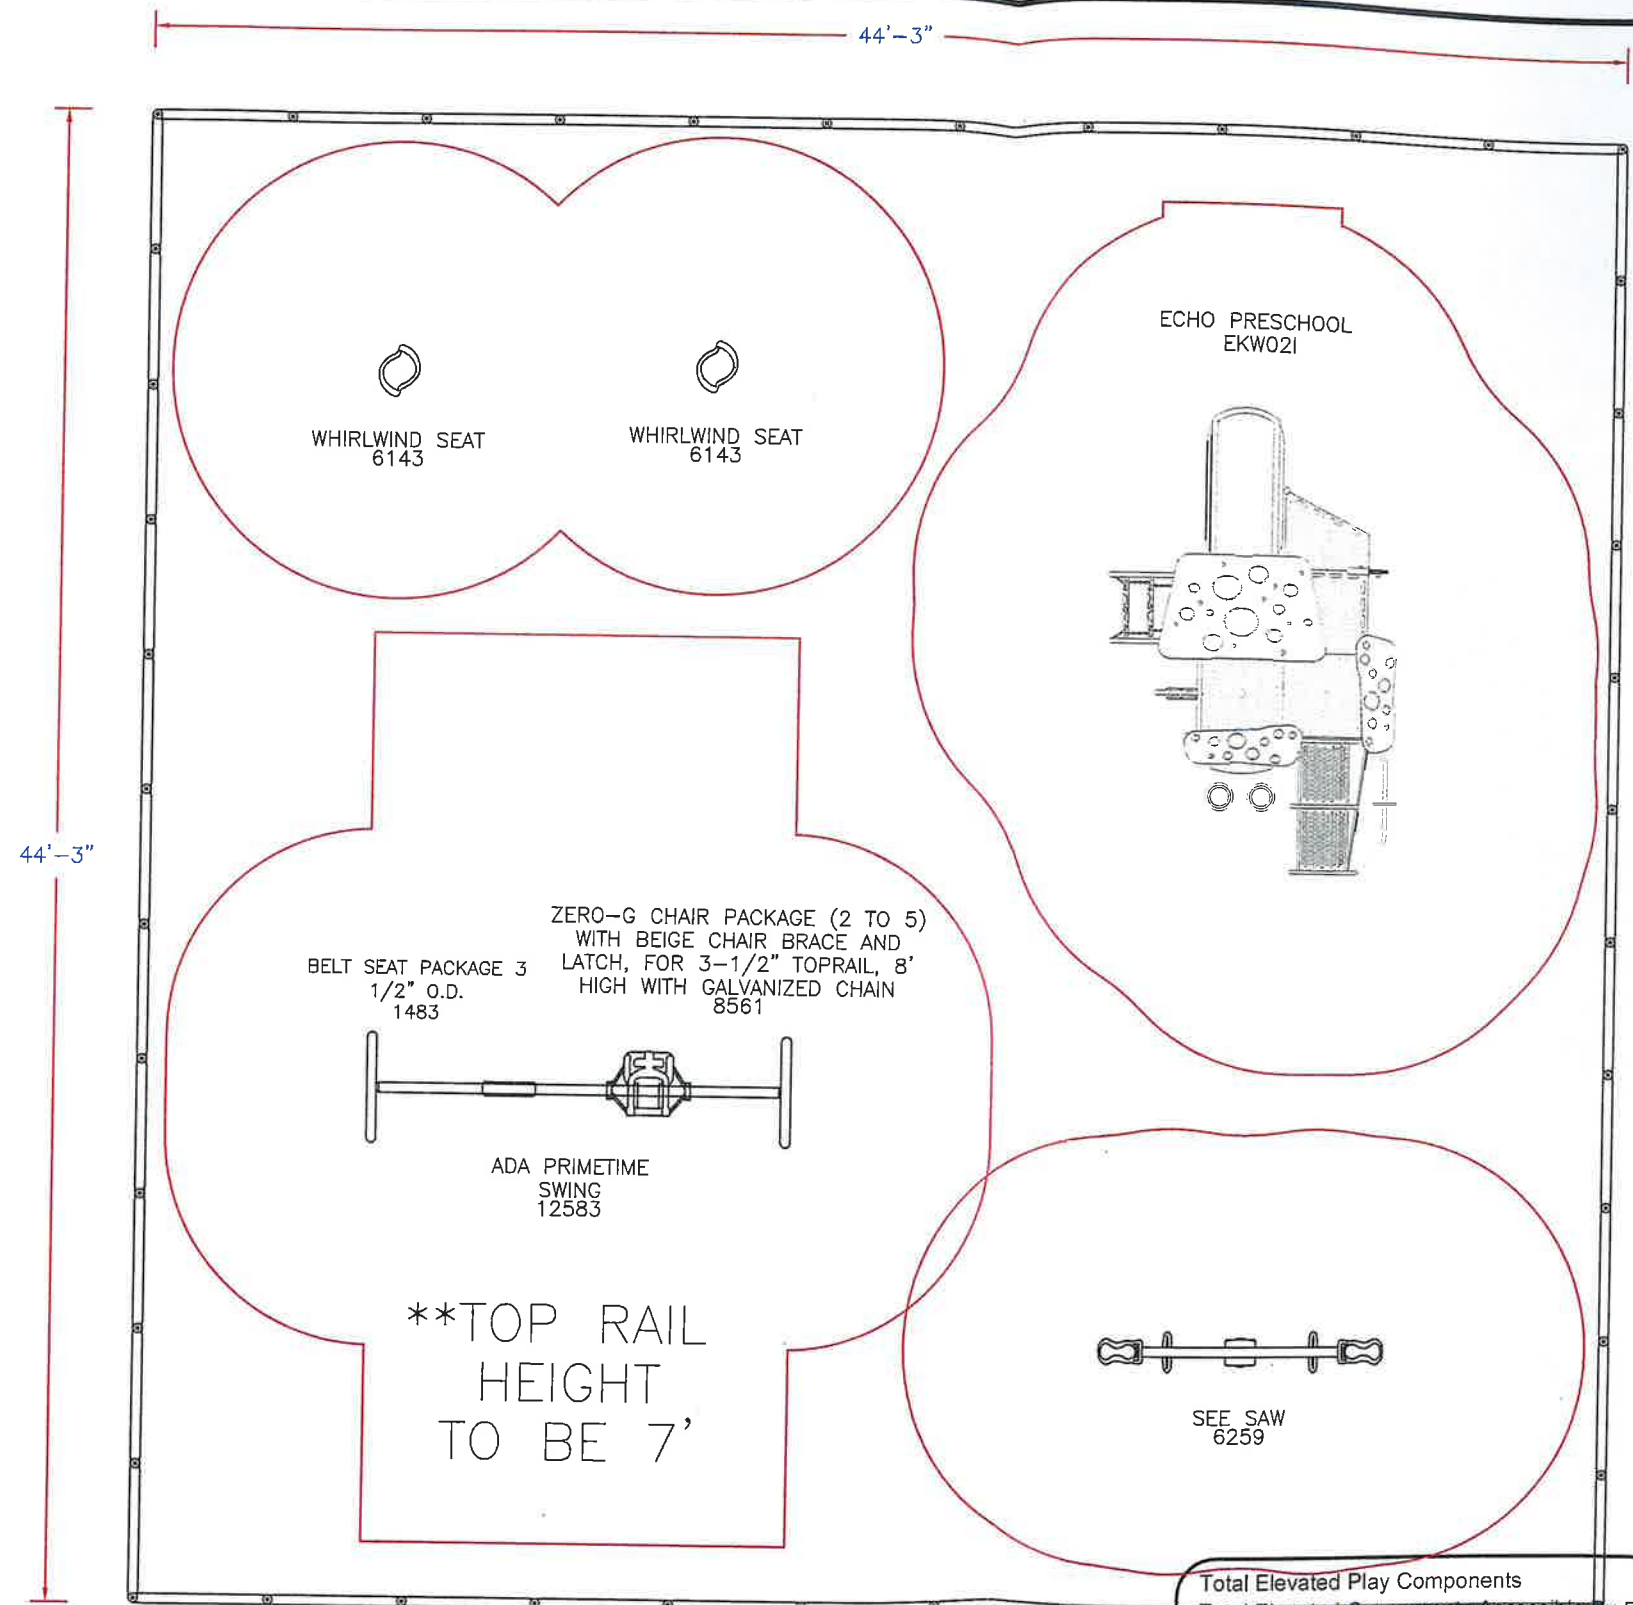 44'-3"
ECHO PRESCHOOL
EKW021
WHIRLWIND SEAT
6143
WHIRLWIND SEAT
6143
44'-3"
BELT SEAT PACKAGE 3
1/2" O.D.
1483
ZERO-G CHAIR PACKAGE (2 TO 5)
WITH BEIGE CHAIR BRACE AND
LATCH, FOR 3-1/2" TOPRAIL, 8'
HIGH WITH GALVANIZED CHAIN
8561
ADA PRIMETIME
SWING
12583
**TOP RAIL
HEIGHT
TO BE 7'
SEE SAW
6259
Total Elevated Play Components